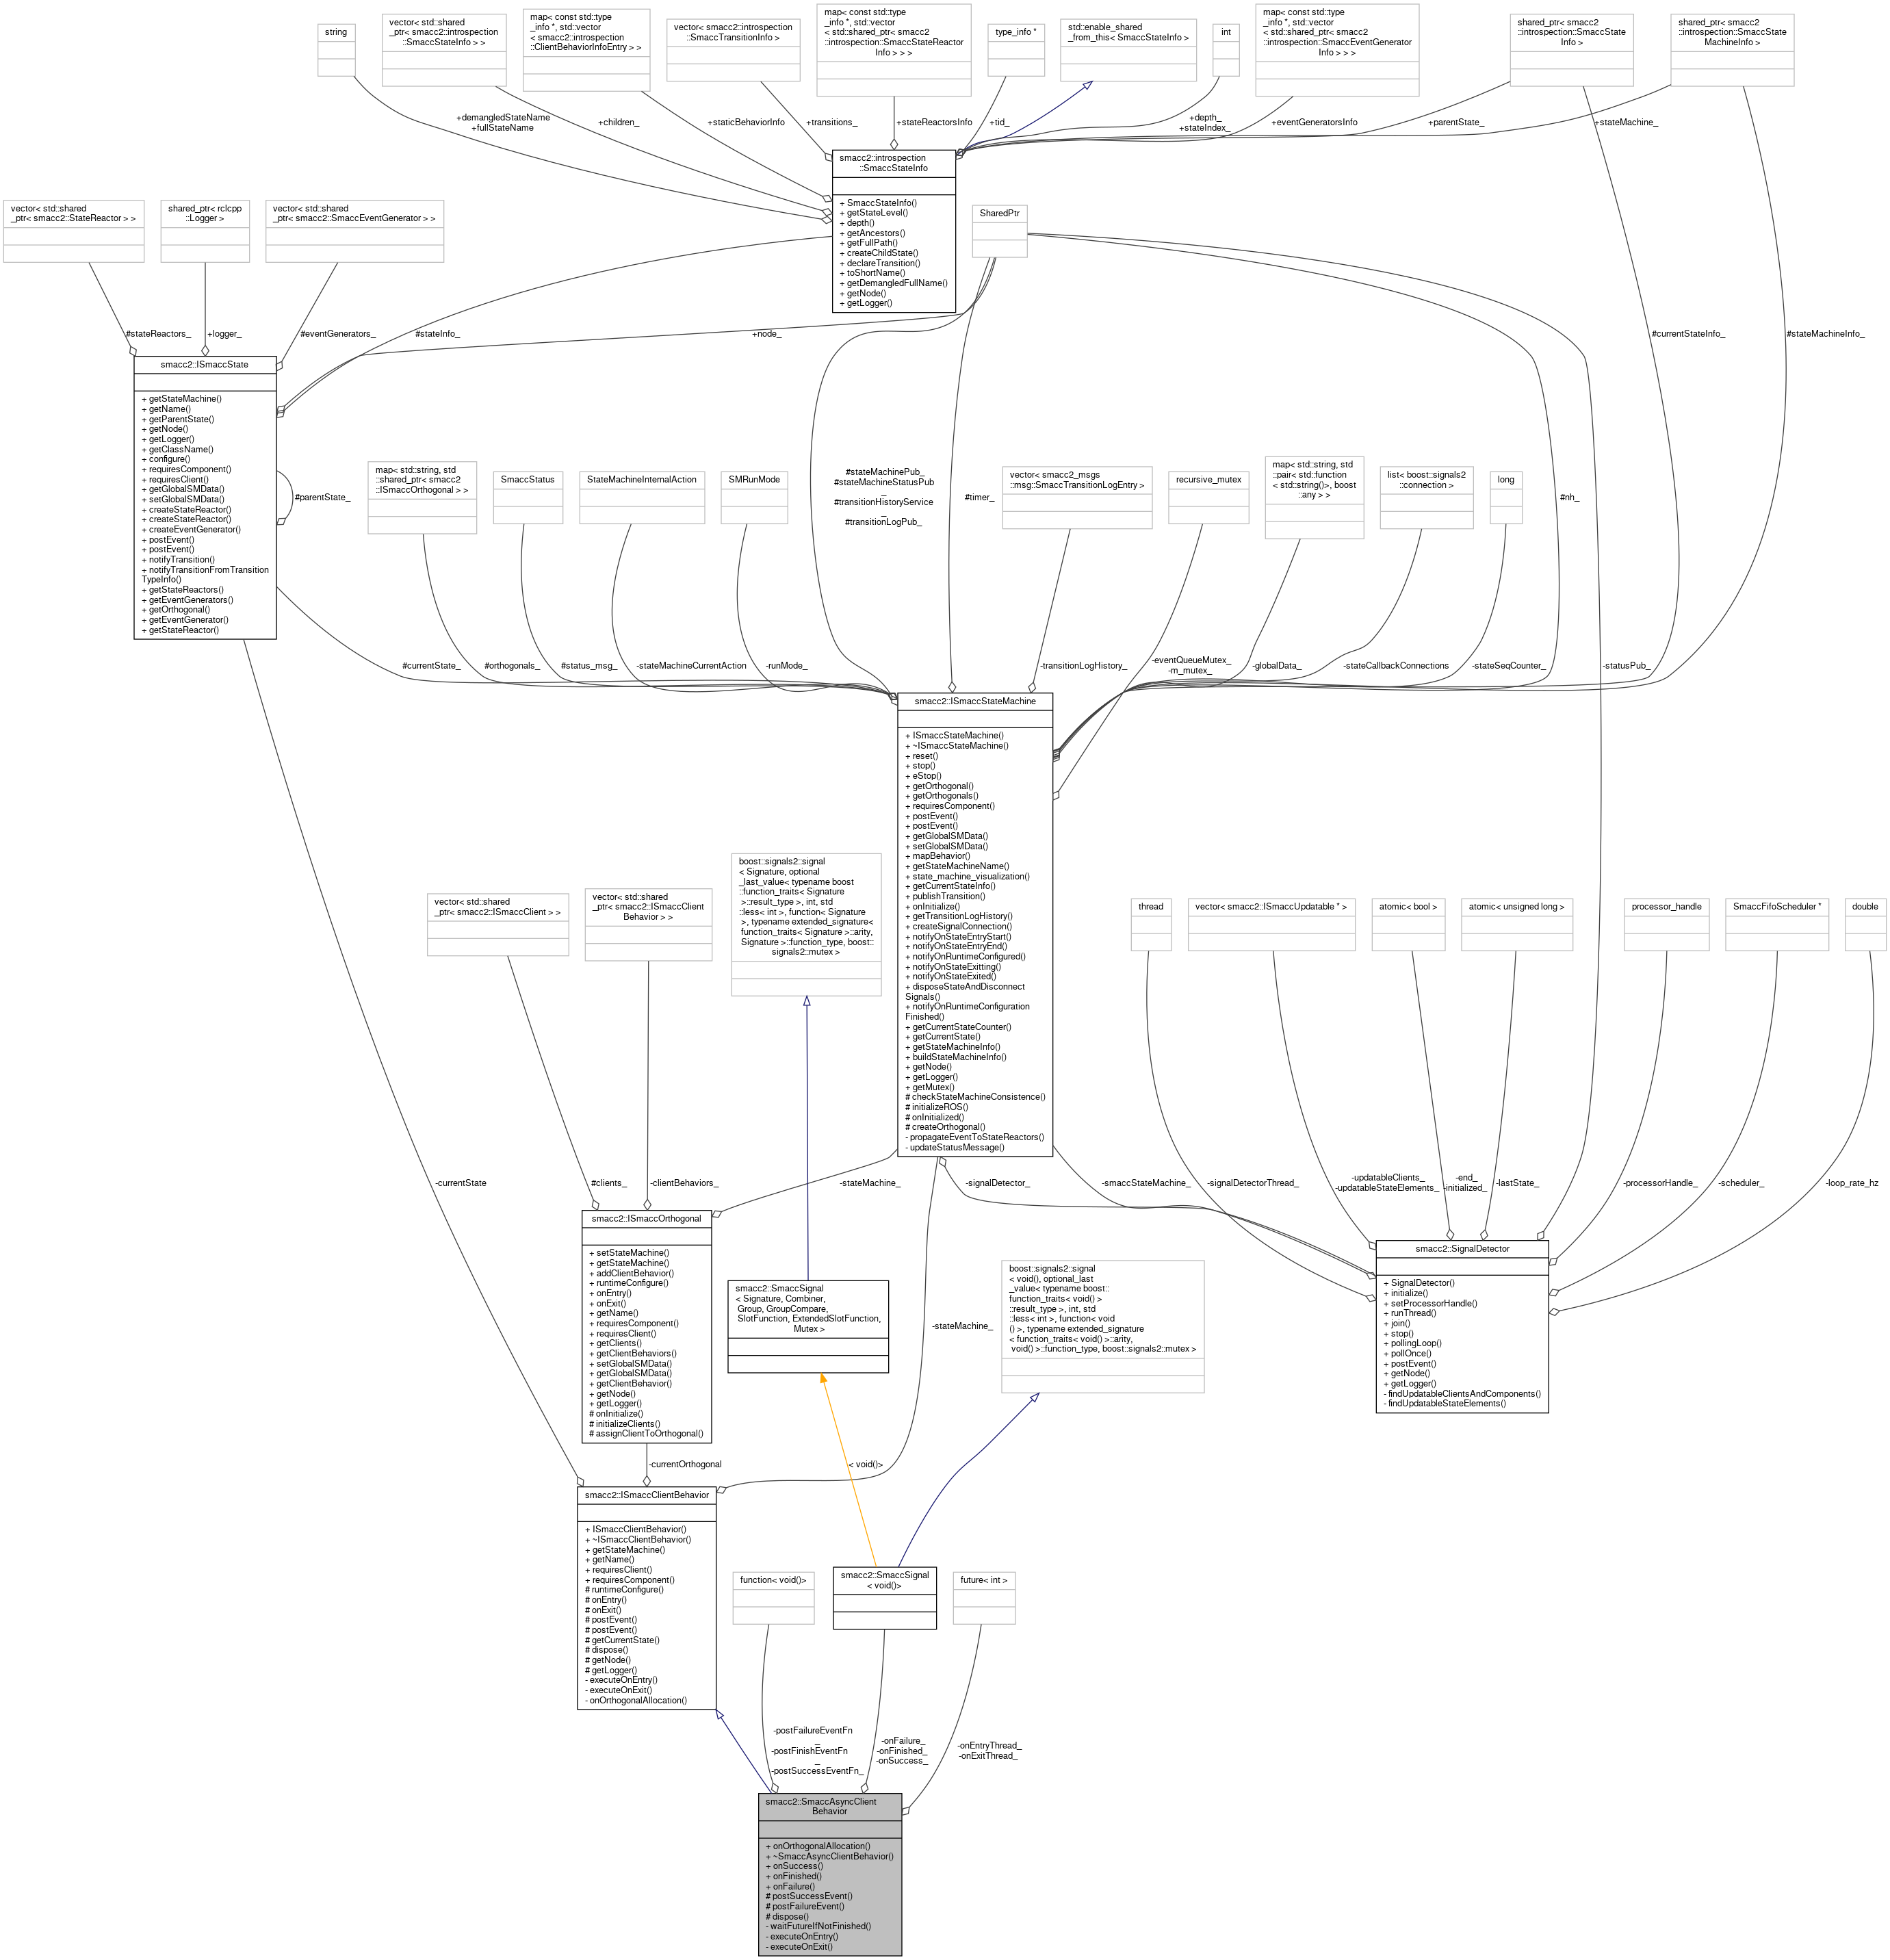 string
vector< std::shared
_ptr< smacc2::introspection
::SmaccStateInfo > >
map< const std::type
_info *, std::vector
< smacc2::introspection
::ClientBehaviorInfoEntry > >
vector< smacc2::introspection
::SmaccTransitionInfo >
map< const std::type
_info *, std::vector
< std::shared_ptr< smacc2
::introspection::SmaccStateReactor
Info > > >
type_info *
std::enable_shared
_from_this< SmaccStateInfo >
int
map< const std::type
_info *, std::vector
< std::shared_ptr< smacc2
::introspection::SmaccEventGenerator
Info > > >
shared_ptr< smacc2
::introspection::SmaccState
Info >
shared_ptr< smacc2
::introspection::SmaccState
MachineInfo >
+demangledStateName
+fullStateName
+children_
+staticBehaviorInfo
+transitions_
+stateReactorsInfo
+tid_
+depth_
+stateIndex_
+eventGeneratorsInfo
+parentState_
+stateMachine_
smacc2::introspection
::SmaccStateInfo
+ SmaccStateInfo()
+ getStateLevel()
+ depth()
+ getAncestors()
+ getFullPath()
+ createChildState()
+ declareTransition()
+ toShortName()
+ getDemangledFullName()
+ getNode()
+ getLogger()
vector< std::shared
_ptr< smacc2::StateReactor > >
shared_ptr< rclcpp
::Logger >
vector< std::shared
_ptr< smacc2::SmaccEventGenerator > >
SharedPtr
#stateReactors_
+logger_
#eventGenerators_
#stateInfo_
+node_
#currentStateInfo_
#stateMachineInfo_
smacc2::ISmaccState
+ getStateMachine()
+ getName()
+ getParentState()
+ getNode()
+ getLogger()
+ getClassName()
+ configure()
+ requiresComponent()
+ requiresClient()
+ getGlobalSMData()
+ setGlobalSMData()
+ createStateReactor()
+ createStateReactor()
+ createEventGenerator()
+ postEvent()
+ postEvent()
+ notifyTransition()
+ notifyTransitionFromTransition
TypeInfo()
+ getStateReactors()
+ getEventGenerators()
+ getOrthogonal()
+ getEventGenerator()
+ getStateReactor()
#parentState_
map< std::string, std
::shared_ptr< smacc2
::ISmaccOrthogonal > >
SmaccStatus
StateMachineInternalAction
SMRunMode
#stateMachinePub_
#stateMachineStatusPub
_
#transitionHistoryService
_
#transitionLogPub_
#timer_
vector< smacc2_msgs
::msg::SmaccTransitionLogEntry >
recursive_mutex
map< std::string, std
::pair< std::function
< std::string()>, boost
::any > >
list< boost::signals2
::connection >
long
#nh_
#currentState_
#orthogonals_
#status_msg_
-stateMachineCurrentAction
-runMode_
-transitionLogHistory_
-eventQueueMutex_
-m_mutex_
-globalData_
-stateCallbackConnections
-stateSeqCounter_
-statusPub_
smacc2::ISmaccStateMachine
+ ISmaccStateMachine()
+ ~ISmaccStateMachine()
+ reset()
+ stop()
+ eStop()
+ getOrthogonal()
+ getOrthogonals()
+ requiresComponent()
+ postEvent()
+ postEvent()
+ getGlobalSMData()
+ setGlobalSMData()
+ mapBehavior()
+ getStateMachineName()
+ state_machine_visualization()
+ getCurrentStateInfo()
+ publishTransition()
+ onInitialize()
+ getTransitionLogHistory()
+ createSignalConnection()
+ notifyOnStateEntryStart()
+ notifyOnStateEntryEnd()
+ notifyOnRuntimeConfigured()
+ notifyOnStateExitting()
+ notifyOnStateExited()
+ disposeStateAndDisconnect
Signals()
+ notifyOnRuntimeConfiguration
Finished()
+ getCurrentStateCounter()
+ getCurrentState()
+ getStateMachineInfo()
+ buildStateMachineInfo()
+ getNode()
+ getLogger()
+ getMutex()
# checkStateMachineConsistence()
# initializeROS()
# onInitialized()
# createOrthogonal()
- propagateEventToStateReactors()
- updateStatusMessage()
vector< std::shared
_ptr< smacc2::ISmaccClient > >
vector< std::shared
_ptr< smacc2::ISmaccClient
Behavior > >
boost::signals2::signal
< Signature, optional
_last_value< typename boost
::function_traits< Signature
>::result_type >, int, std
::less< int >, function< Signature
>, typename extended_signature<
function_traits< Signature >::arity,
Signature >::function_type, boost::
signals2::mutex >
thread
vector< smacc2::ISmaccUpdatable * >
atomic< bool >
atomic< unsigned long >
processor_handle
SmaccFifoScheduler *
double
-currentState
#clients_
-clientBehaviors_
-stateMachine_
-signalDetector_
-smaccStateMachine_
-signalDetectorThread_
-updatableClients_
-updatableStateElements_
-end_
-initialized_
-lastState_
-processorHandle_
-scheduler_
-loop_rate_hz
smacc2::ISmaccOrthogonal
+ setStateMachine()
+ getStateMachine()
+ addClientBehavior()
+ runtimeConfigure()
+ onEntry()
+ onExit()
+ getName()
+ requiresComponent()
+ requiresClient()
+ getClients()
+ getClientBehaviors()
+ setGlobalSMData()
+ getGlobalSMData()
+ getClientBehavior()
+ getNode()
+ getLogger()
# onInitialize()
# initializeClients()
# assignClientToOrthogonal()
smacc2::SmaccSignal
< Signature, Combiner,
Group, GroupCompare,
SlotFunction, ExtendedSlotFunction,
Mutex >
boost::signals2::signal
< void(), optional_last
_value< typename boost::
function_traits< void() >
::result_type >, int, std
::less< int >, function< void
() >, typename extended_signature
< function_traits< void() >::arity,
void() >::function_type, boost::signals2::mutex >
smacc2::SignalDetector
+ SignalDetector()
+ initialize()
+ setProcessorHandle()
+ runThread()
+ join()
+ stop()
+ pollingLoop()
+ pollOnce()
+ postEvent()
+ getNode()
+ getLogger()
- findUpdatableClientsAndComponents()
- findUpdatableStateElements()
-stateMachine_
-currentOrthogonal
< void()>
smacc2::ISmaccClientBehavior
+ ISmaccClientBehavior()
+ ~ISmaccClientBehavior()
+ getStateMachine()
+ getName()
+ requiresClient()
+ requiresComponent()
# runtimeConfigure()
# onEntry()
# onExit()
# postEvent()
# postEvent()
# getCurrentState()
# dispose()
# getNode()
# getLogger()
- executeOnEntry()
- executeOnExit()
- onOrthogonalAllocation()
function< void()>
smacc2::SmaccSignal
< void()>
future< int >
-postFailureEventFn
_
-postFinishEventFn
_
-postSuccessEventFn_
-onFailure_
-onFinished_
-onSuccess_
-onEntryThread_
-onExitThread_
smacc2::SmaccAsyncClient
Behavior
+ onOrthogonalAllocation()
+ ~SmaccAsyncClientBehavior()
+ onSuccess()
+ onFinished()
+ onFailure()
# postSuccessEvent()
# postFailureEvent()
# dispose()
- waitFutureIfNotFinished()
- executeOnEntry()
- executeOnExit()